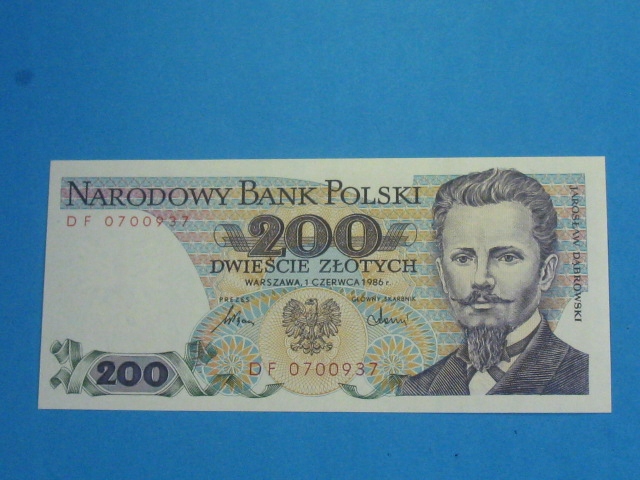 NARODOWY BANK POLSKI
DF 0700937
200
DWIEŚCIE ZŁOTYCH
WARSZAWA, 1 CZERWCA 1986 r.
PREZES
GŁÓWNY SKARBNIK
JAROSŁAW DĄBROWSKI
200
DF 0700937